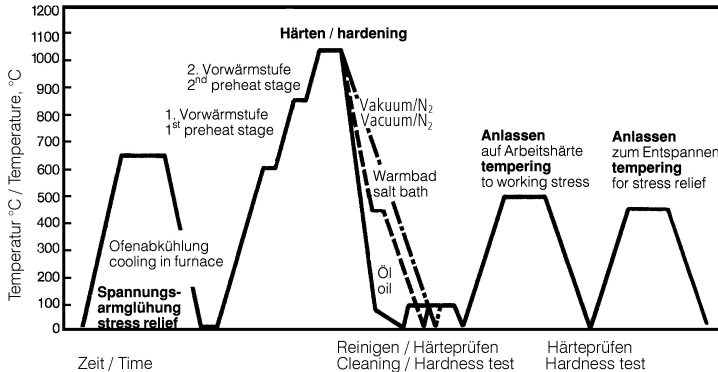 Temperatur °C / Temperature, °C
1200
1100
1000
900
800
700
600
500
400
300
200
100
0
Härten / hardening
2. Vorwärmstufe
2nd preheat stage
1. Vorwärmstufe
1st preheat stage
Vakuum/N₂
Vacuum/N₂
Warmbad
salt bath
Öl
oil
Anlassen
auf Arbeitshärte
tempering
to working stress
Anlassen
zum Entspannen
tempering
for stress relief
Ofenabkühlung
cooling in furnace
Spannungs-
armglühung
stress relief
Zeit / Time
Reinigen / Härteprüfen
Cleaning / Hardness test
Härteprüfen
Hardness test